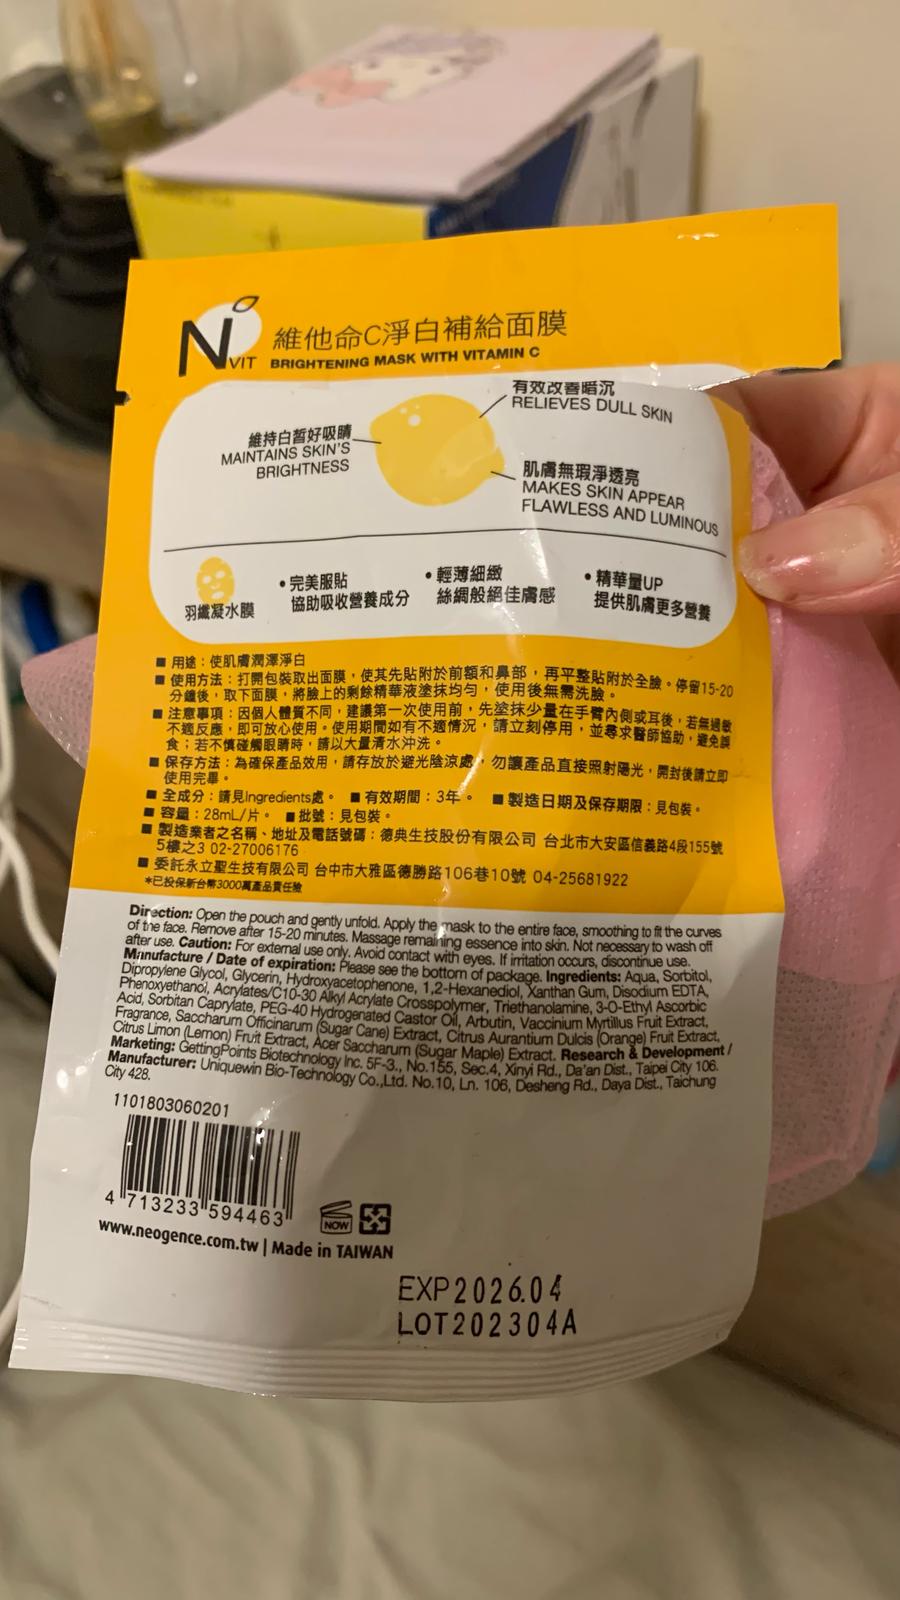 N VIT
維他命C淨白補給面膜
BRIGHTENING MASK WITH VITAMIN C
有效改善暗沉
RELIEVES DULL SKIN
維持白皙好吸睛
MAINTAINS SKIN'S
BRIGHTNESS
肌膚無瑕淨透亮
MAKES SKIN APPEAR
FLAWLESS AND LUMINOUS
羽纖凝水膜
•完美服貼
協助吸收營養成分
•輕薄細緻
絲綢般絕佳膚感
•精華量UP
提供肌膚更多營養
■ 用途：使肌膚潤澤淨白
■ 使用方法：打開包裝取出面膜，使其先貼附於前額和鼻部，再平整貼附於全臉。停留15-20
分鐘後，取下面膜，將臉上的剩餘精華液塗抹均勻，使用後無需洗臉。
■ 注意事項：因個人體質不同，建議第一次使用前，先塗抹少量在手臂內側或耳後，若無過敏
不適反應，即可放心使用。使用期間如有不適情況，請立刻停用，並尋求醫師協助，避免誤
食；若不慎碰觸眼睛時，請以大量清水沖洗。
■ 保存方法：為確保產品效用，請存放於避光陰涼處，勿讓產品直接照射陽光，開封後請立即
使用完畢。
■ 全成分：請見Ingredients處。 ■ 有效期間：3年。 ■ 製造日期及保存期限：見包裝。
■ 容量：28mL/片。 ■ 批號：見包裝。
■ 製造業者之名稱、地址及電話號碼：德典生技股份有限公司 台北市大安區信義路4段155號
5樓之3 02-27006176
■ 委託永立聖生技有限公司 台中市大雅區德勝路106巷10號 04-25681922
*已投保新台幣3000萬產品責任險
Direction: Open the pouch and gently unfold. Apply the mask to the entire face, smoothing to fit the curves
of the face. Remove after 15-20 minutes. Massage remaining essence into skin. Not necessary to wash off
after use. Caution: For external use only. Avoid contact with eyes. If irritation occurs, discontinue use.
Manufacture / Date of expiration: Please see the bottom of package. Ingredients: Aqua, Sorbitol,
Dipropylene Glycol, Glycerin, Hydroxyacetophenone, 1,2-Hexanediol, Xanthan Gum, Disodium EDTA,
Phenoxyethanol, Acrylates/C10-30 Alkyl Acrylate Crosspolymer, Triethanolamine, 3-O-Ethyl Ascorbic
Acid, Sorbitan Caprylate, PEG-40 Hydrogenated Castor Oil, Arbutin, Vaccinium Myrtillus Fruit Extract,
Fragrance, Saccharum Officinarum (Sugar Cane) Extract, Citrus Aurantium Dulcis (Orange) Fruit Extract,
Citrus Limon (Lemon) Fruit Extract, Acer Saccharum (Sugar Maple) Extract. Research & Development /
Marketing: GettingPoints Biotechnology Inc. 5F-3., No.155, Sec.4, Xinyi Rd., Da'an Dist., Taipei City 106.
Manufacturer: Uniquewin Bio-Technology Co.,Ltd. No.10, Ln. 106, Desheng Rd., Daya Dist., Taichung
City 428.
1101803060201
4 713233 594463
NOW
www.neogence.com.tw | Made in TAIWAN
EXP2026.04
LOT202304A